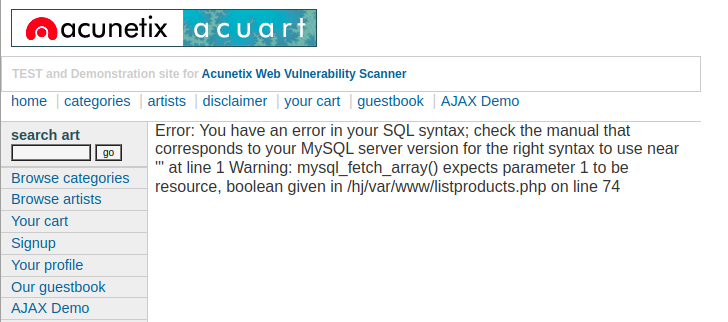 acunetix acuart
TEST and Demonstration site for Acunetix Web Vulnerability Scanner
home | categories | artists | disclaimer | your cart | guestbook | AJAX Demo
search art
go
Browse categories
Browse artists
Your cart
Signup
Your profile
Our guestbook
AJAX Demo
Error: You have an error in your SQL syntax; check the manual that
corresponds to your MySQL server version for the right syntax to use near
''' at line 1 Warning: mysql_fetch_array() expects parameter 1 to be
resource, boolean given in /hj/var/www/listproducts.php on line 74